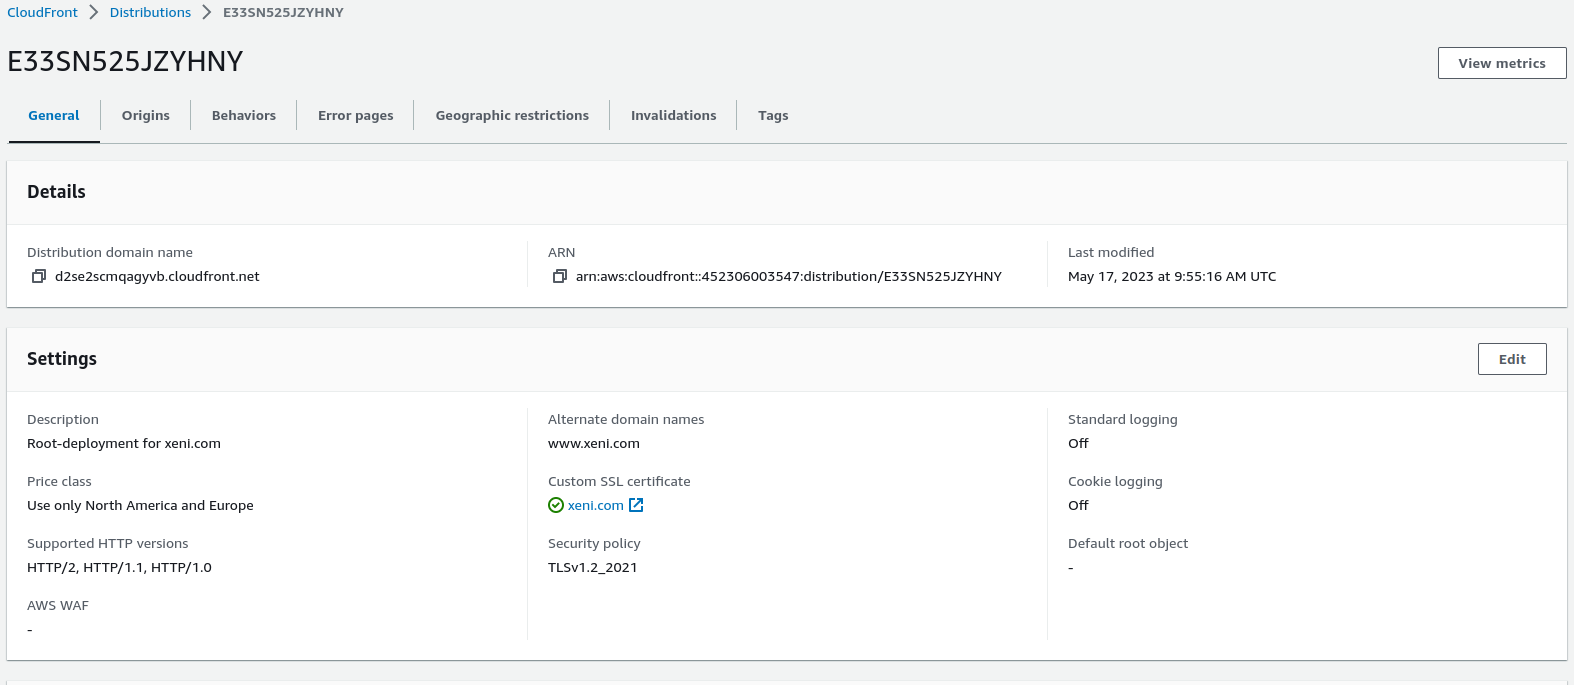 CloudFront > Distributions > E33SN525JZYHNY
E33SN525JZYHNY
View metrics
General
Origins
Behaviors
Error pages
Geographic restrictions
Invalidations
Tags
Details
Distribution domain name
d2se2scmqagyvb.cloudfront.net
ARN
arn:aws:cloudfront::452306003547:distribution/E33SN525JZYHNY
Last modified
May 17, 2023 at 9:55:16 AM UTC
Settings
Edit
Description
Root-deployment for xeni.com
Price class
Use only North America and Europe
Supported HTTP versions
HTTP/2, HTTP/1.1, HTTP/1.0
AWS WAF
-
Alternate domain names
www.xeni.com
Custom SSL certificate
xeni.com
Security policy
TLSv1.2_2021
Standard logging
Off
Cookie logging
Off
Default root object
-